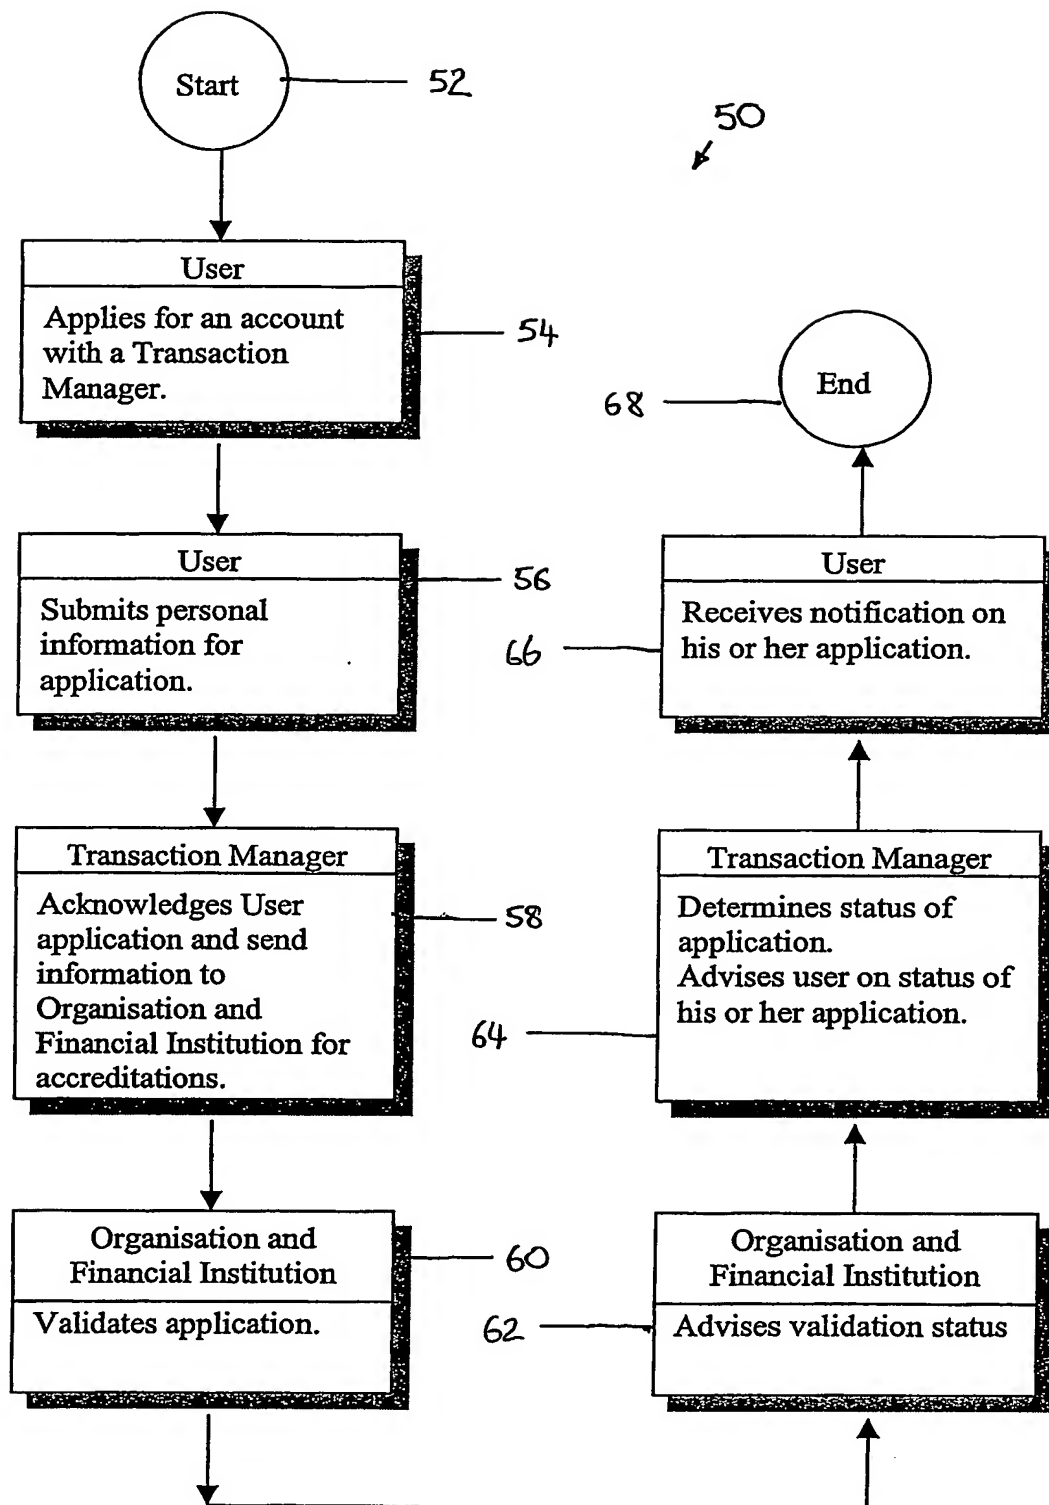 Start
52
50
User
Applies for an account
with a Transaction
Manager.
54
User
Submits personal
information for
application.
56
Transaction Manager
Acknowledges User
application and send
information to
Organisation and
Financial Institution for
accreditations.
58
Organisation and
Financial Institution
Validates application.
60
Organisation and
Financial Institution
Advises validation status
62
Transaction Manager
Determines status of
application.
Advises user on status of
his or her application.
64
User
Receives notification on
his or her application.
66
End
68